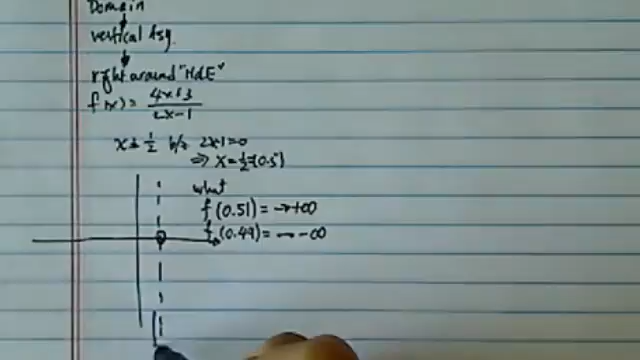 Domain
↓
vertical Asy.
↓
right around "HdE"
f(x) = 4x+3 / 2x-1
x ≠ 1/2 b/c 2x-1=0
⇒ x = 1/2 = (0.5)
what
f(0.51) = → +∞
f(0.49) = → -∞